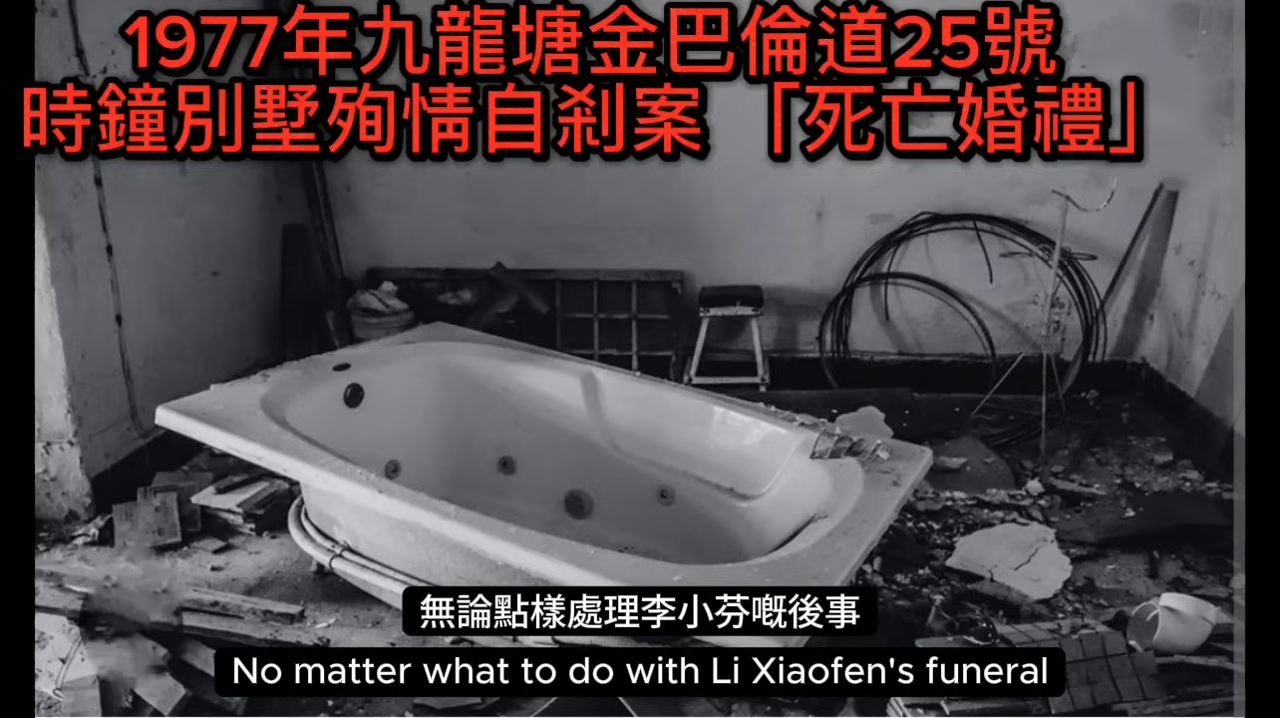 1977年九龍塘金巴倫道25號
時鐘別墅殉情自刹案 「死亡婚禮」
無論點樣處理李小芬嘅後事
No matter what to do with Li Xiaofen's funeral